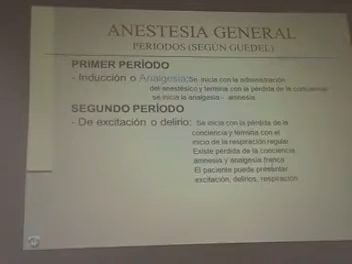 ANESTESIA GENERAL
PERIODOS (SEGÚN GUEDEL)
PRIMER PERÍODO
- Inducción o Analgesia:Se inicia con la administración
del anestésico y termina con la pérdida de la conciencia
se inicia la analgesia - amnesia
SEGUNDO PERÍODO
- De excitación o delirio: Se inicia con la pérdida de la
conciencia y termina con el
inicio de la respiración regular
Existe pérdida de la conciencia,
amnesia y analgesia franca
El paciente puede presentar
excitación, delirios, respiración